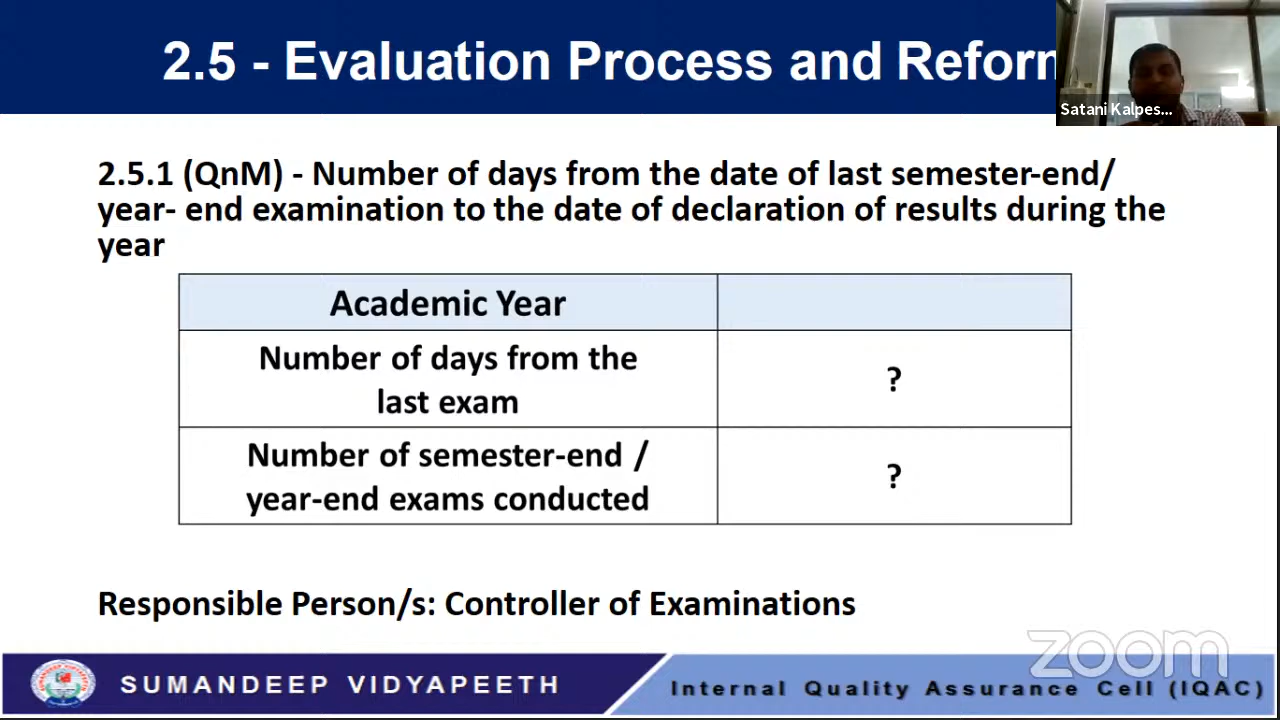 2.5 - Evaluation Process and Reform
Satani Kalpes...
2.5.1 (QnM) - Number of days from the date of last semester-end/
year- end examination to the date of declaration of results during the
year
Academic Year
Number of days from the
last exam
?
Number of semester-end /
year-end exams conducted
?
Responsible Person/s: Controller of Examinations
zoom
SUMANDEEP VIDYAPEETH
Internal Quality Assurance Cell (IQAC)